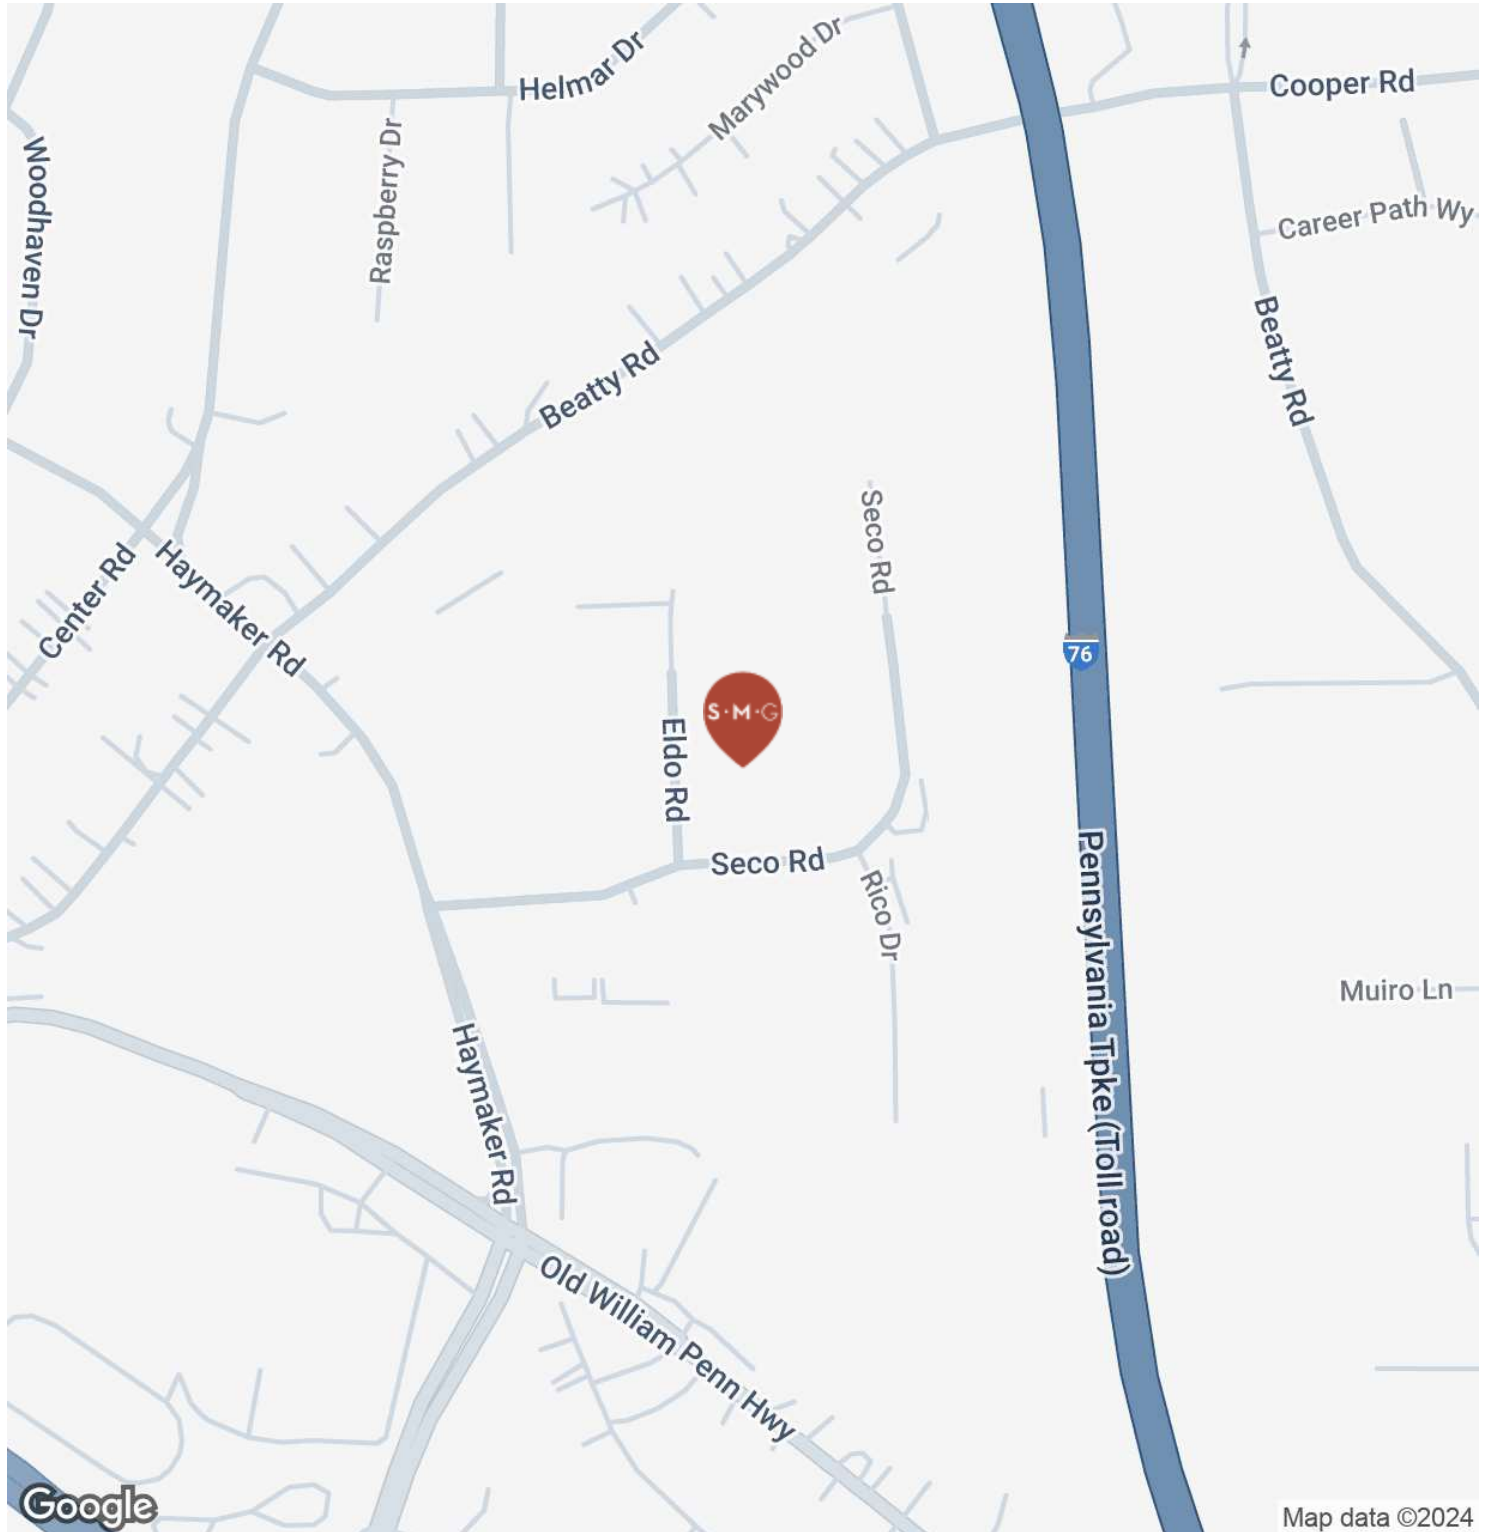 Helmar Dr
Marywood Dr
Cooper Rd
Raspberry Dr
Woodhaven Dr
Career Path Wy
Beatty Rd
Beatty Rd
Seco Rd
Center Rd
Haymaker Rd
76
S·M·G
Eldo Rd
Seco Rd
Rico Dr
Pennsylvania Tpke (Toll road)
Muiro Ln
Haymaker Rd
Old William Penn Hwy
Google
Map data ©2024